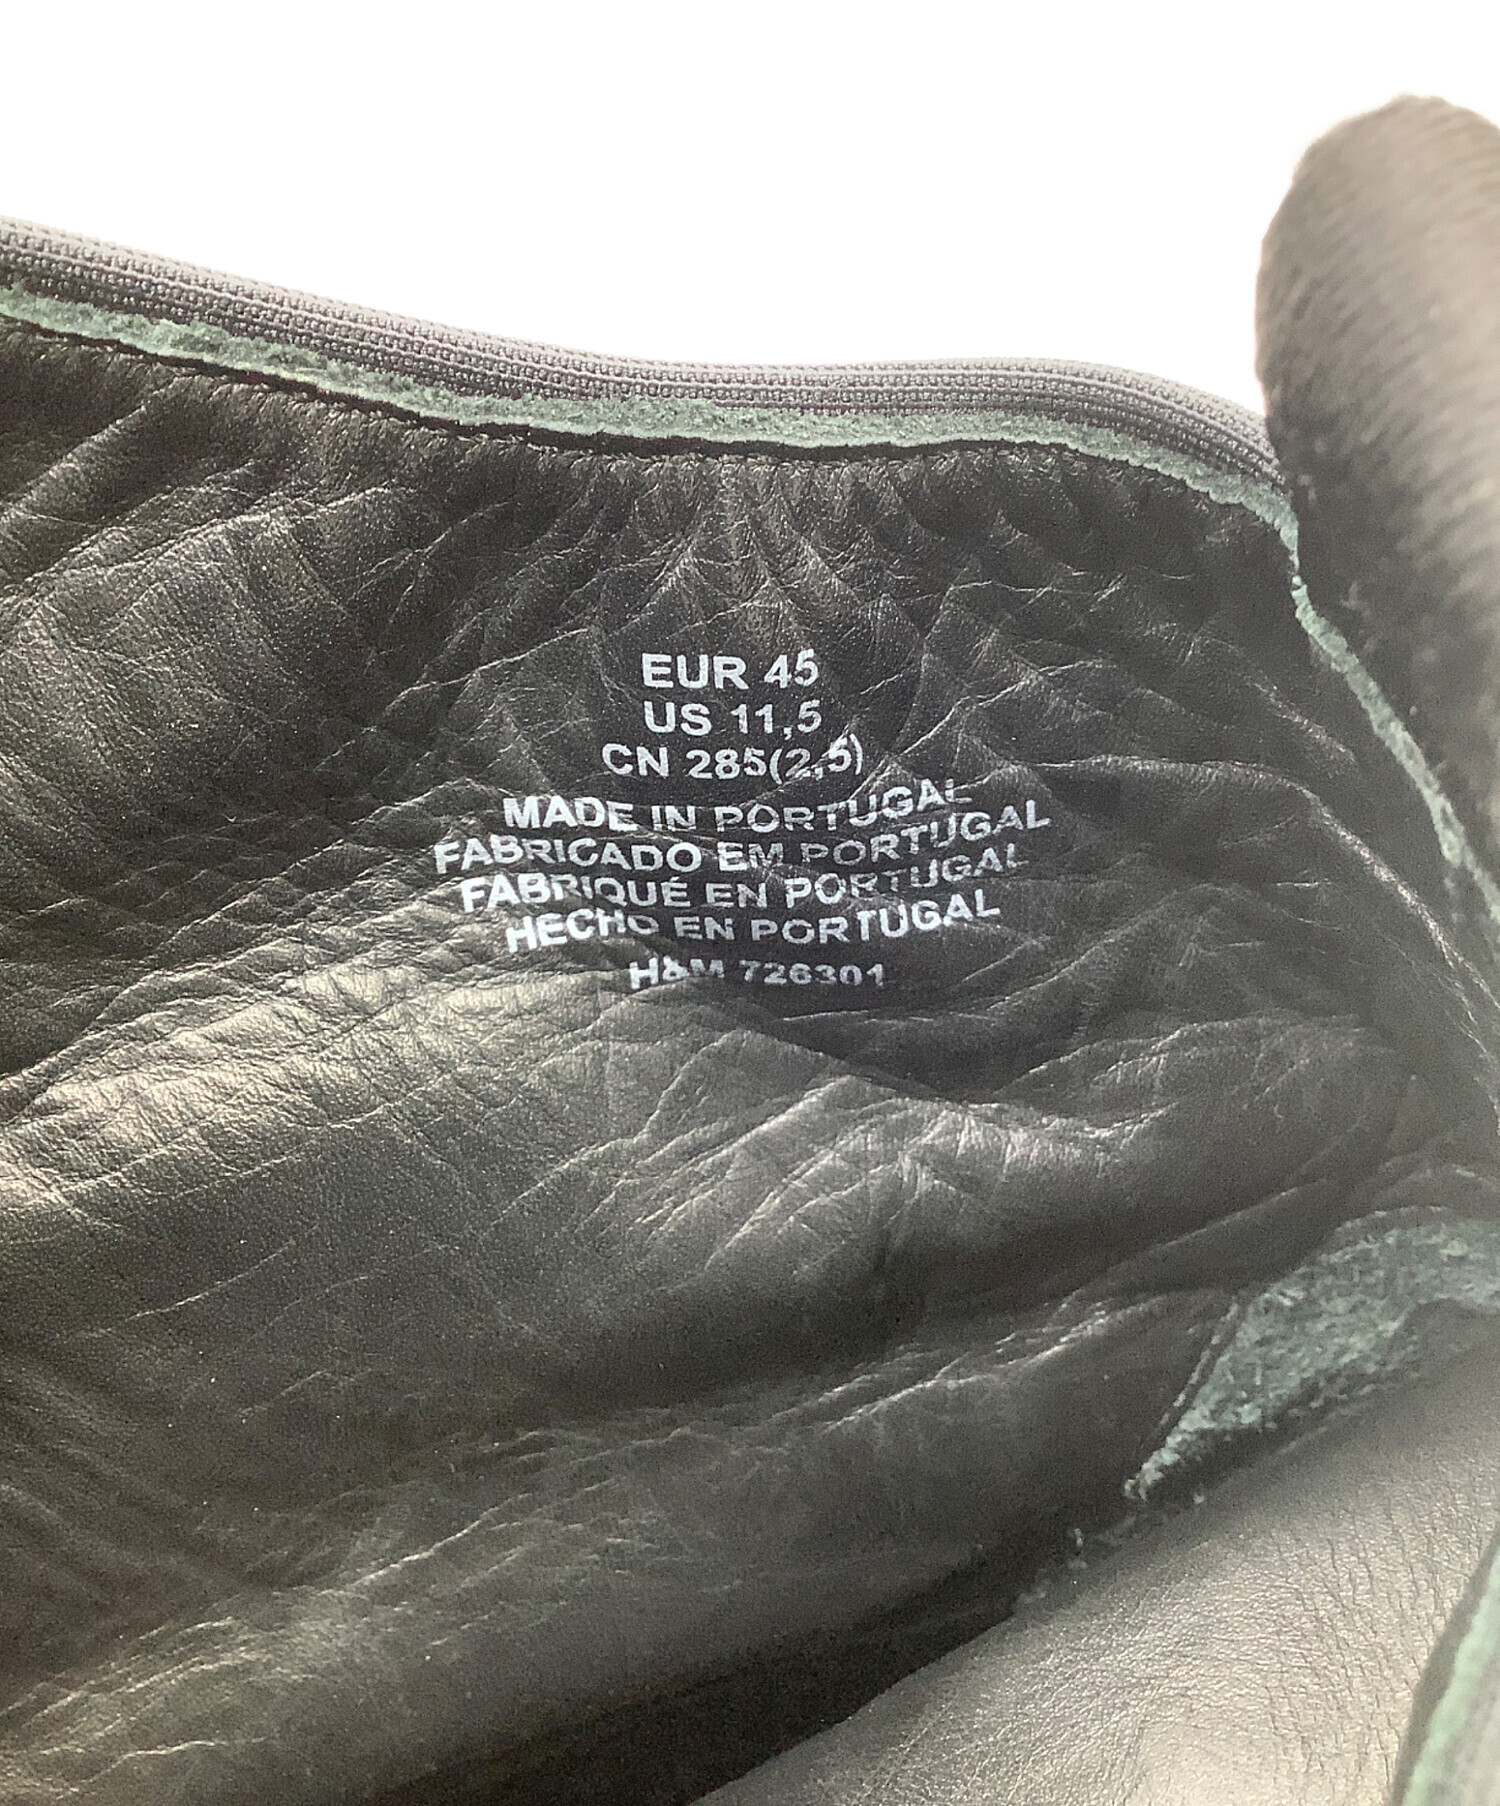 EUR 45
US 11,5
CN 285(2,5)
MADE IN PORTUGAL
FABRICADO EM PORTUGAL
FABRIQUÉ EN PORTUGAL
HECHO EN PORTUGAL
H&M 726301